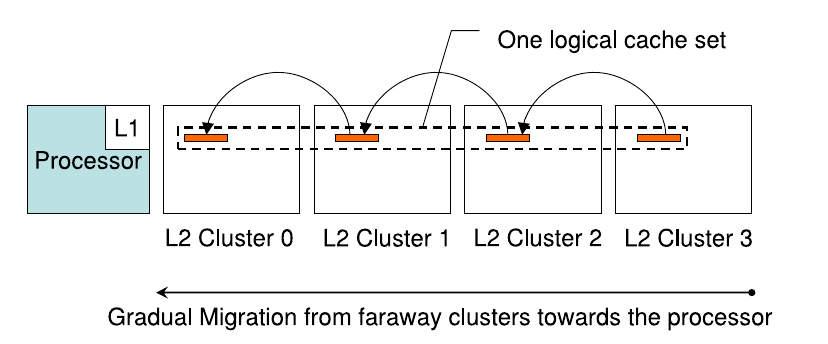 One logical cache set
L1
Processor
L2 Cluster 0
L2 Cluster 1
L2 Cluster 2
L2 Cluster 3
Gradual Migration from faraway clusters towards the processor